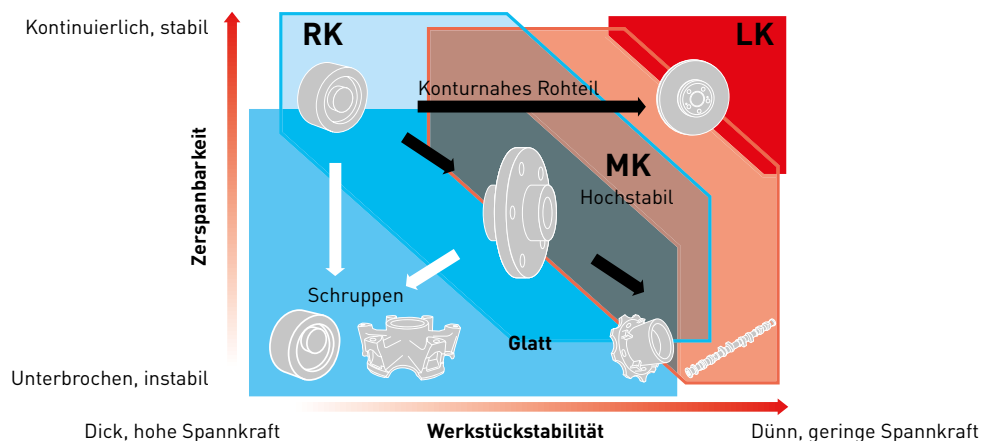 Kontinuierlich, stabil
RK
LK
Konturnahes Rohteil
Zerspanbarkeit
MK
Hochstabil
Schruppen
Glatt
Unterbrochen, instabil
Dick, hohe Spannkraft
Werkstückstabilität
Dünn, geringe Spannkraft